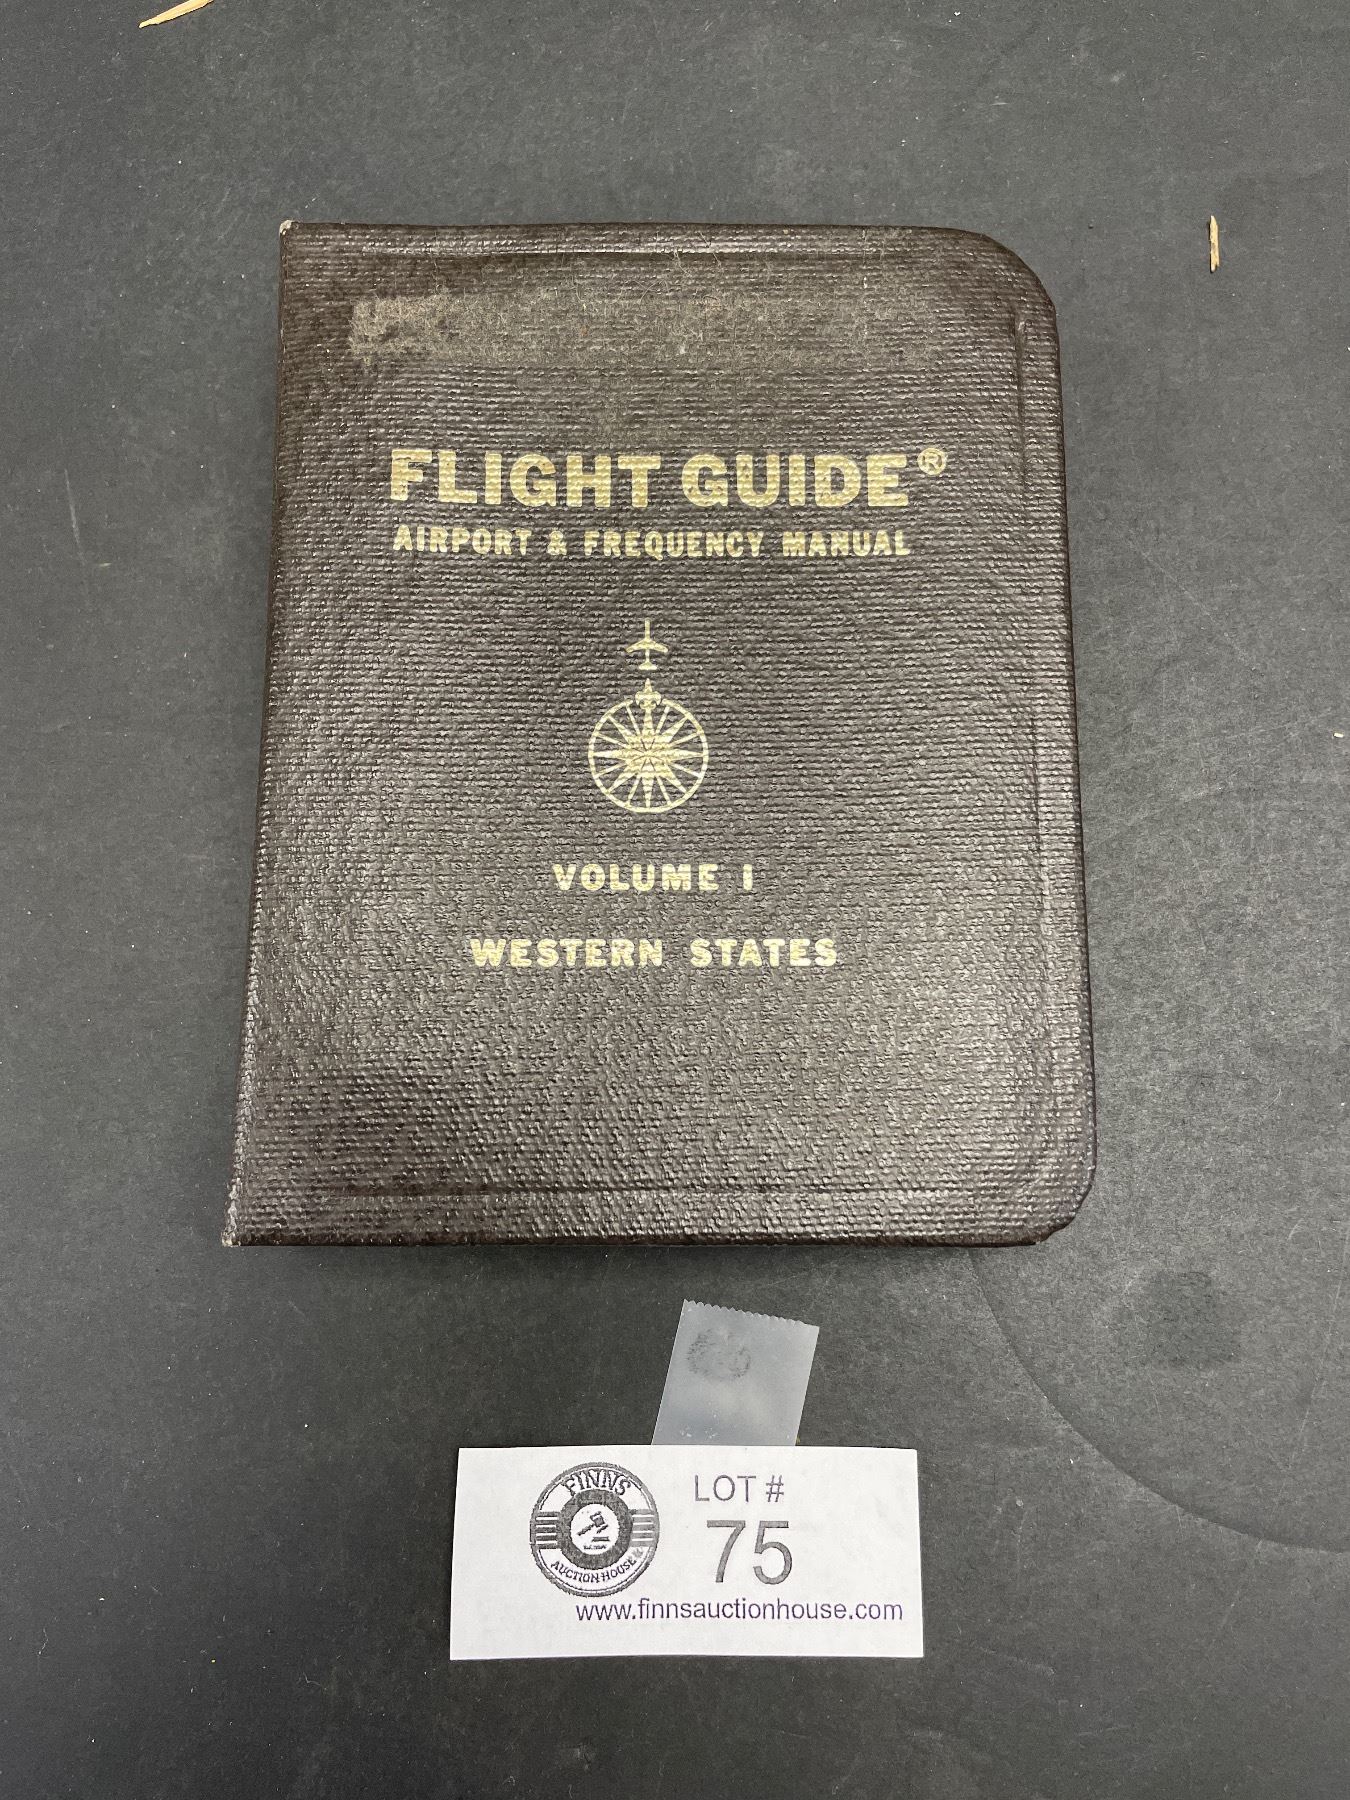 FLIGHT GUIDE®
AIRPORT & FREQUENCY MANUAL
VOLUME I
WESTERN STATES
FINNS
AUCTION HOUSE
LOT #
75
www.finnsauctionhouse.com